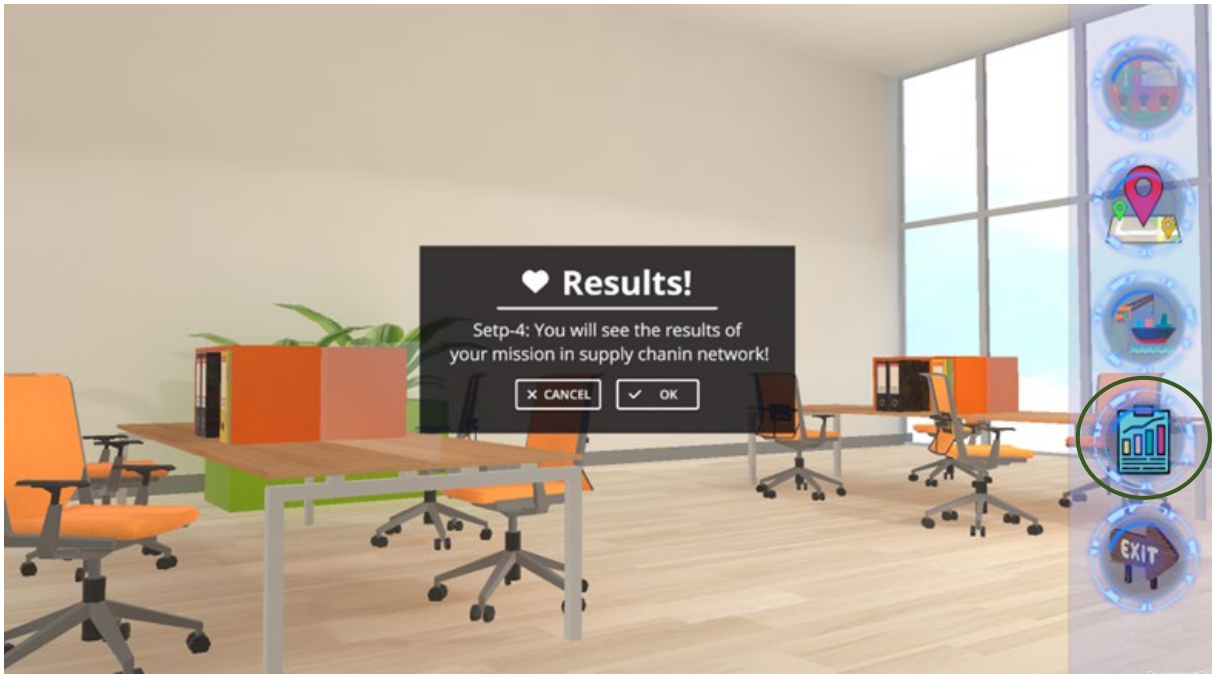 Results!
Setp-4: You will see the results of
your mission in supply chanin network!
CANCEL OK
EXIT